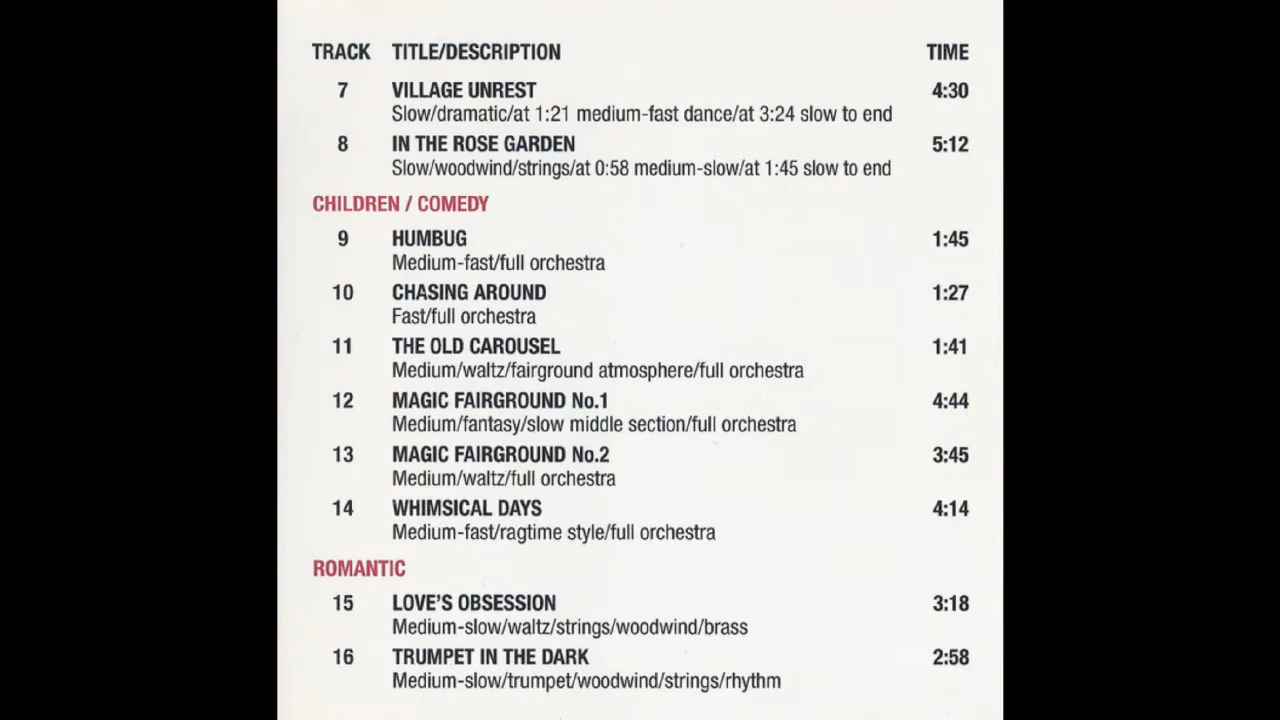 TRACK TITLE/DESCRIPTION TIME
7 VILLAGE UNREST 4:30
Slow/dramatic/at 1:21 medium-fast dance/at 3:24 slow to end
8 IN THE ROSE GARDEN 5:12
Slow/woodwind/strings/at 0:58 medium-slow/at 1:45 slow to end
CHILDREN / COMEDY
9 HUMBUG 1:45
Medium-fast/full orchestra
10 CHASING AROUND 1:27
Fast/full orchestra
11 THE OLD CAROUSEL 1:41
Medium/waltz/fairground atmosphere/full orchestra
12 MAGIC FAIRGROUND No.1 4:44
Medium/fantasy/slow middle section/full orchestra
13 MAGIC FAIRGROUND No.2 3:45
Medium/waltz/full orchestra
14 WHIMSICAL DAYS 4:14
Medium-fast/ragtime style/full orchestra
ROMANTIC
15 LOVE'S OBSESSION 3:18
Medium-slow/waltz/strings/woodwind/brass
16 TRUMPET IN THE DARK 2:58
Medium-slow/trumpet/woodwind/strings/rhythm